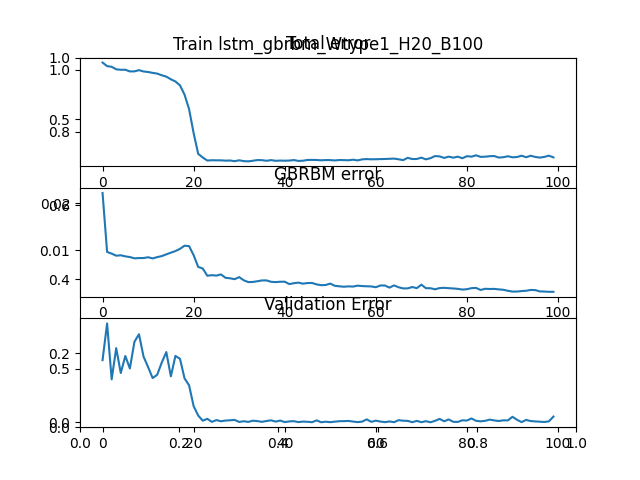 Train lstm_gbrbm_Wtype1_H20_B100
Total error
1.0
1.0
0.5
0.8
0 20 40 60 80 100
GBRBM error
0.02
0.6
0.01
0.4
0 20 40 60 80 100
Validation Error
0.2
0.5
0.0
0.0
0 20 40 60 80 100
0.0 0.2 0.4 0.6 0.8 1.0